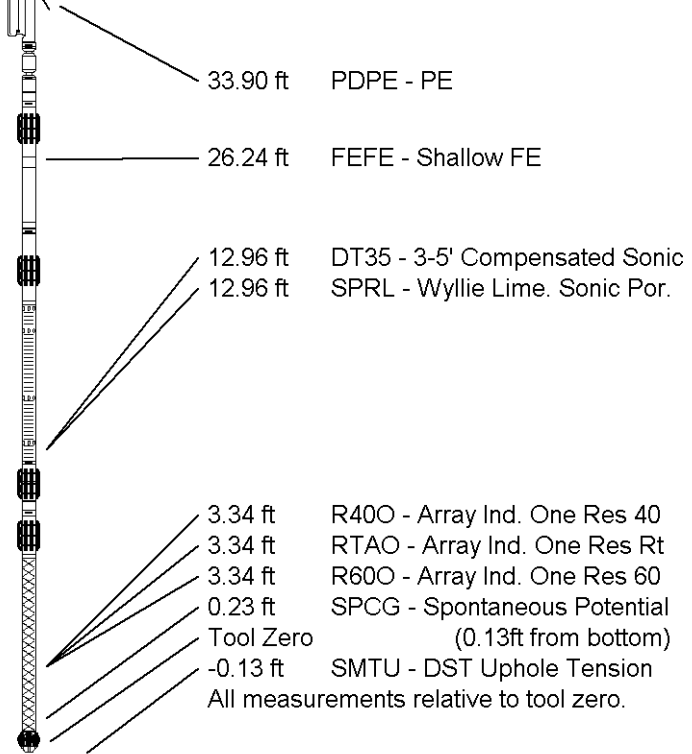 33.90 ft PDPE - PE
26.24 ft FEFE - Shallow FE
12.96 ft DT35 - 3-5' Compensated Sonic
12.96 ft SPRL - Wyllie Lime. Sonic Por.
3.34 ft R40O - Array Ind. One Res 40
3.34 ft RTAO - Array Ind. One Res Rt
3.34 ft R60O - Array Ind. One Res 60
0.23 ft SPCG - Spontaneous Potential
Tool Zero (0.13ft from bottom)
-0.13 ft SMTU - DST Uphole Tension
All measurements relative to tool zero.